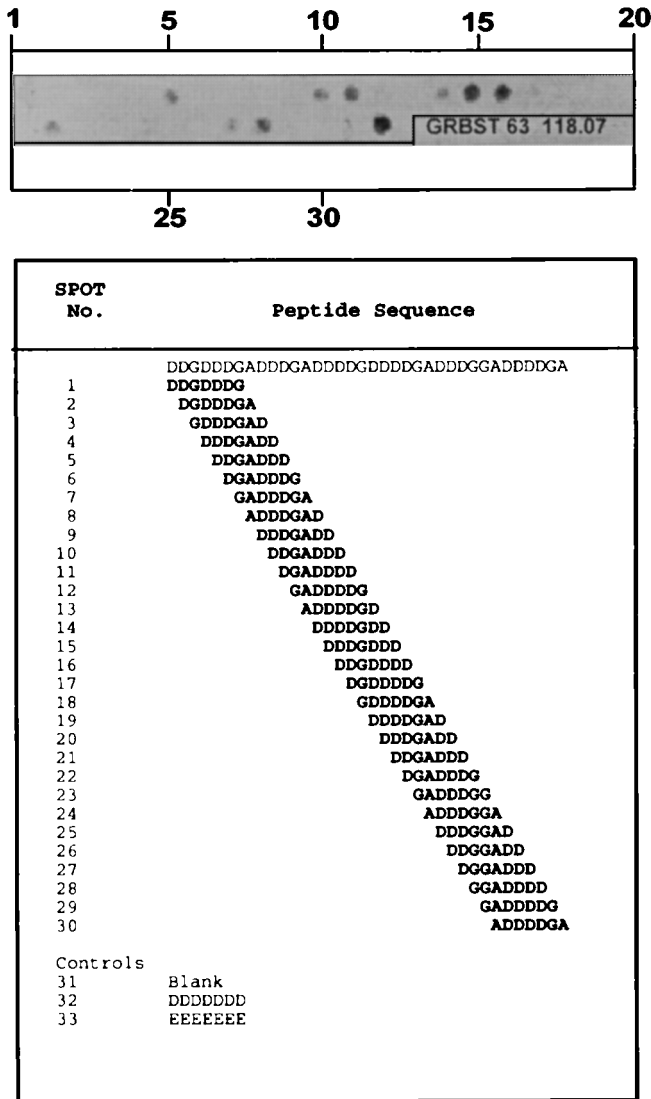 1 5 10 15 20
GRBST 63 118.07
25 30
SPOT
No. Peptide Sequence
DDGDDDGADDDGADDDDGDDDDGADDDGGADDDDGA
1 DDGDDDG
2 DGDDDGA
3 GDDDGAD
4 DDDGADD
5 DDGADDD
6 DGADDDG
7 GADDDGA
8 ADDDGAD
9 DDDGADD
10 DDGADDD
11 DGADDDD
12 GADDDDG
13 ADDDDGD
14 DDDDGDD
15 DDDGDDD
16 DDGDDDD
17 DGDDDDG
18 GDDDDGA
19 DDDDGAD
20 DDDGADD
21 DDGADDD
22 DGADDDG
23 GADDDGG
24 ADDDGGA
25 DDDGGAD
26 DDGGADD
27 DGGADDD
28 GGADDDD
29 GADDDDG
30 ADDDDGA
Controls
31 Blank
32 DDDDDDD
33 EEEEEEE